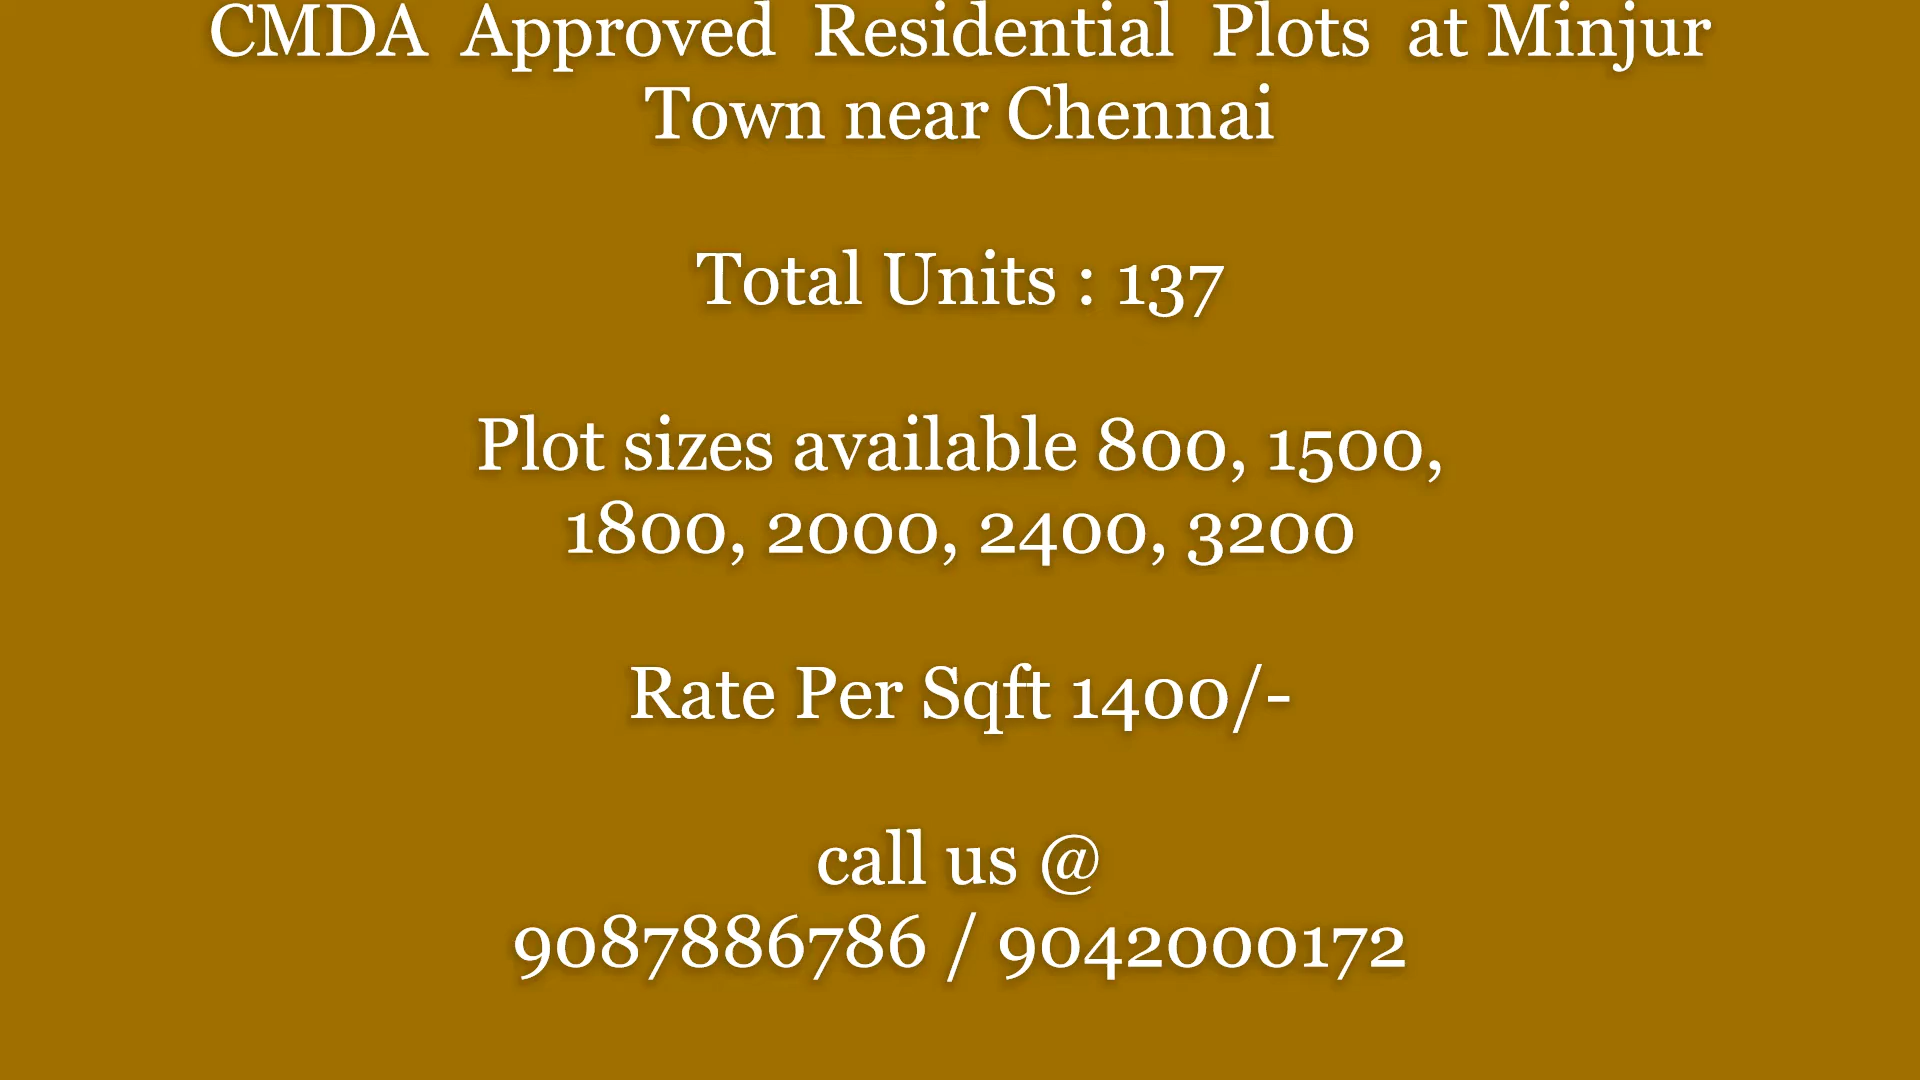 CMDA Approved Residential Plots at Minjur
Town near Chennai
Total Units : 137
Plot sizes available 800, 1500,
1800, 2000, 2400, 3200
Rate Per Sqft 1400/-
call us @
9087886786 / 9042000172